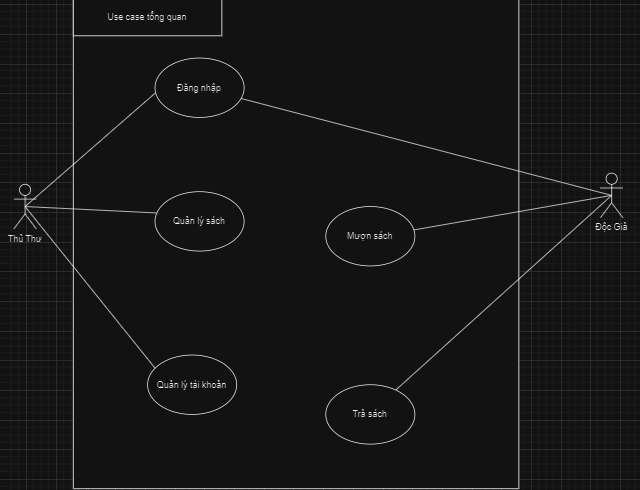 Use case tổng quan
Đăng nhập
Quản lý sách
Mượn sách
Thủ Thư
Độc Giả
Quản lý tài khoản
Trả sách